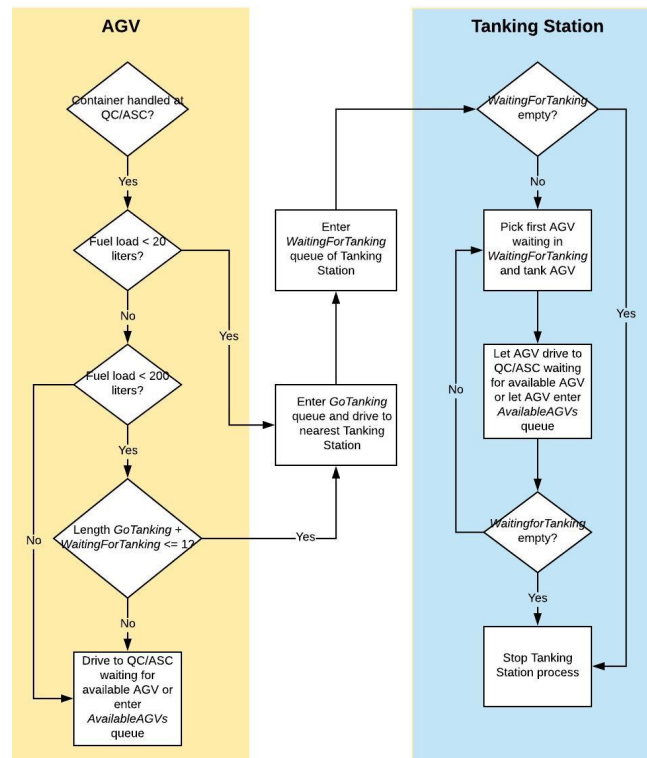 AGV
Container handled at
QC/ASC?
Yes
Fuel load < 20
liters?
No
Yes
Fuel load < 200
liters?
Yes
No
Length GoTanking +
WaitingForTanking <= 1?
Yes
No
Drive to QC/ASC
waiting for
available AGV or
enter
AvailableAGVs
queue
Enter
WaitingForTanking
queue of Tanking
Station
Enter GoTanking
queue and drive to
nearest Tanking
Station
Tanking Station
WaitingForTanking
empty?
No
Yes
Pick first AGV
waiting in
WaitingForTanking
and tank AGV
Let AGV drive to
QC/ASC waiting
for available AGV
or let AGV enter
AvailableAGVs
queue
No
WaitingforTanking
empty?
Yes
Stop Tanking
Station process